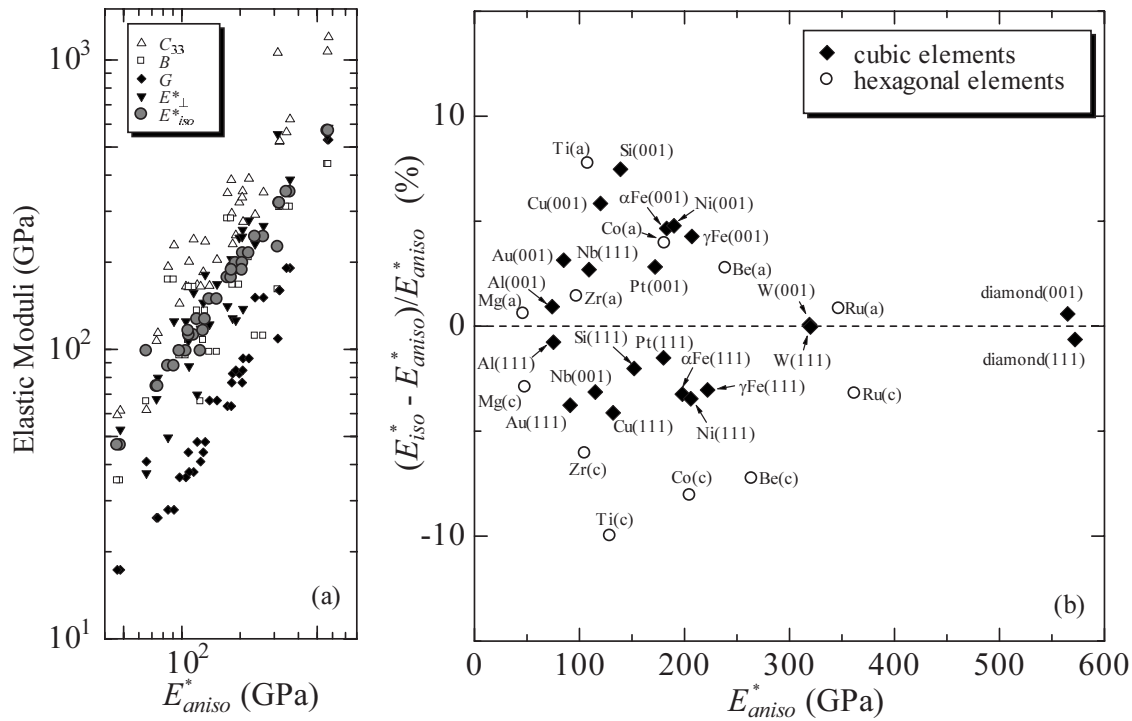 C33
B
G
E*⊥
E*iso
10³
10²
10¹
Elastic Moduli (GPa)
(a)
10²
E*aniso (GPa)
cubic elements
hexagonal elements
(E*iso - E*aniso)/E*aniso (%)
10
0
-10
Ti(a)
Si(001)
αFe(001)
Cu(001)
Ni(001)
Co(a)
γFe(001)
Au(001)
Nb(111)
Be(a)
Al(001)
Pt(001)
W(001)
Mg(a)
Zr(a)
Ru(a)
diamond(001)
Si(111)
Pt(111)
Al(111)
αFe(111)
W(111)
diamond(111)
Nb(001)
γFe(111)
Mg(c)
Ru(c)
Au(111)
Cu(111)
Ni(111)
Zr(c)
Co(c)
Be(c)
Ti(c)
(b)
0 100 200 300 400 500 600
E*aniso (GPa)